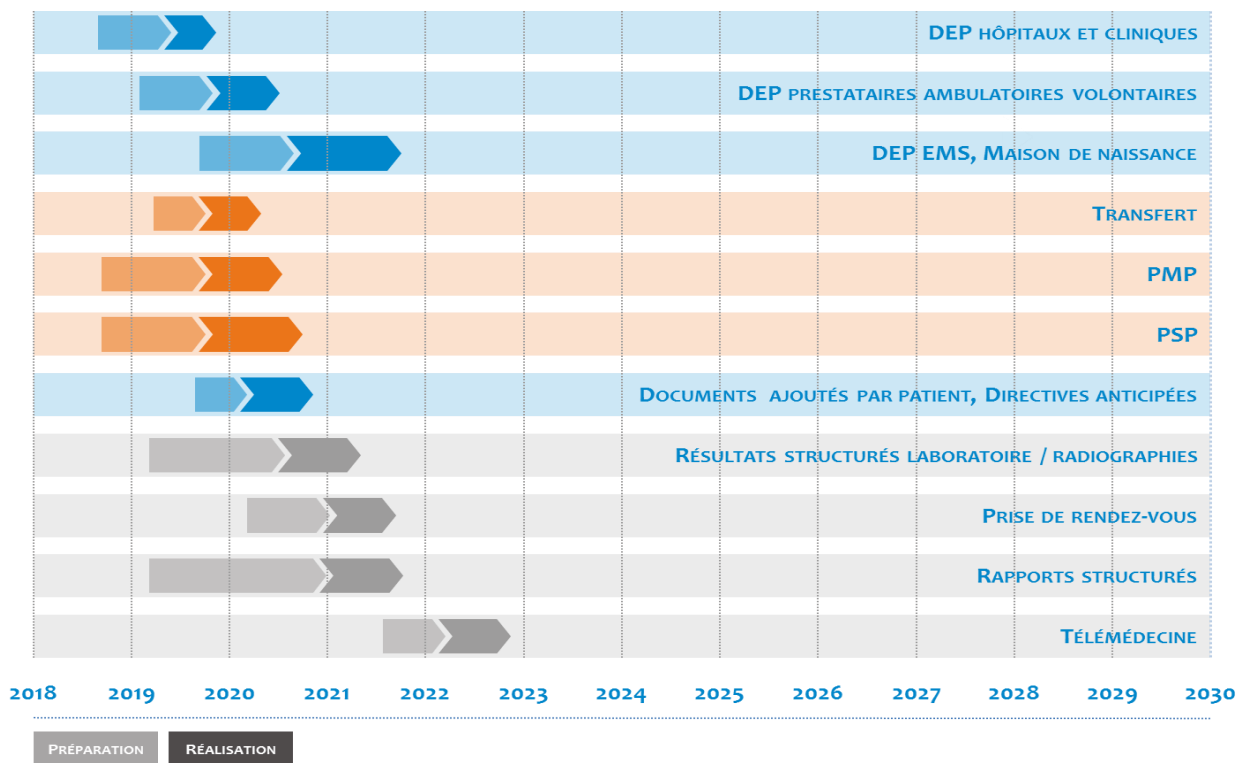 DEP HÔPITAUX ET CLINIQUES
DEP PRESTATAIRES AMBULATOIRES VOLONTAIRES
DEP EMS, MAISON DE NAISSANCE
TRANSFERT
PMP
PSP
DOCUMENTS AJOUTÉS PAR PATIENT, DIRECTIVES ANTICIPÉES
RÉSULTATS STRUCTURÉS LABORATOIRE / RADIOGRAPHIES
PRISE DE RENDEZ-VOUS
RAPPORTS STRUCTURÉS
TÉLÉMÉDECINE
2018 2019 2020 2021 2022 2023 2024 2025 2026 2027 2028 2029 2030
PRÉPARATION RÉALISATION